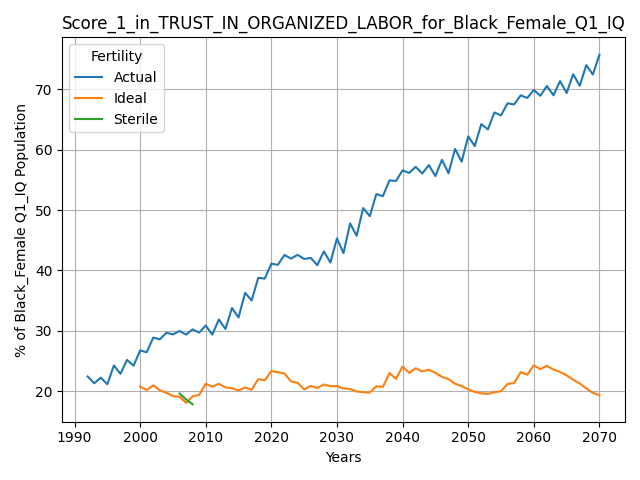 Score_1_in_TRUST_IN_ORGANIZED_LABOR_for_Black_Female_Q1_IQ
Fertility
Actual
Ideal
Sterile
% of Black_Female Q1_IQ Population
70
60
50
40
30
20
1990 2000 2010 2020 2030 2040 2050 2060 2070
Years